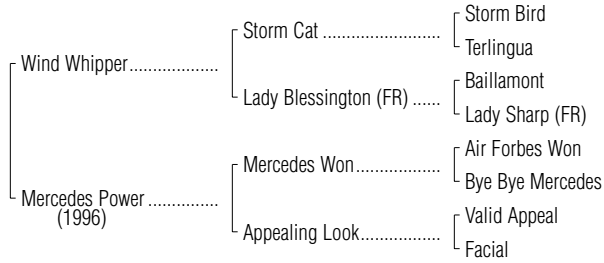 Storm Bird
Storm Cat ........................
Terlingua
Wind Whipper..................
Baillamont
Lady Blessington (FR) ......
Lady Sharp (FR)
Air Forbes Won
Mercedes Won.................
Bye Bye Mercedes
Mercedes Power ..............
(1996)
Valid Appeal
Appealing Look................
Facial